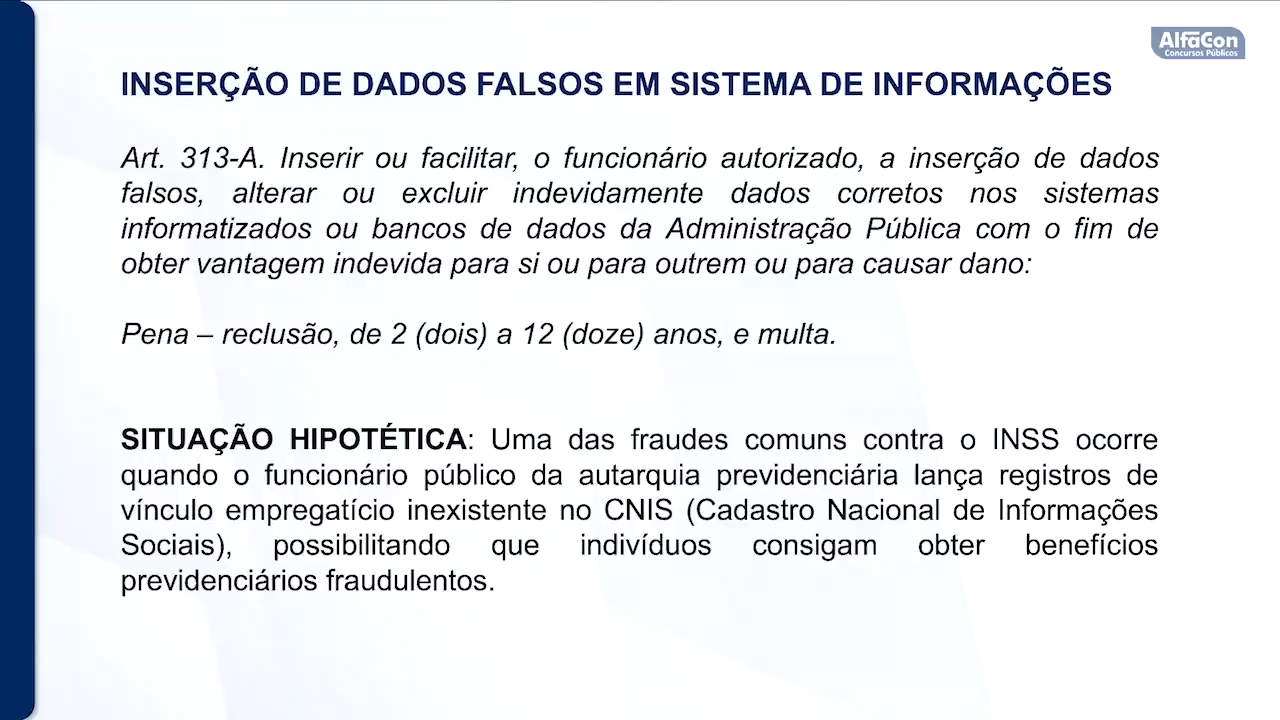 AlfaCon
Concursos Públicos
INSERÇÃO DE DADOS FALSOS EM SISTEMA DE INFORMAÇÕES
Art. 313-A. Inserir ou facilitar, o funcionário autorizado, a inserção de dados
falsos, alterar ou excluir indevidamente dados corretos nos sistemas
informatizados ou bancos de dados da Administração Pública com o fim de
obter vantagem indevida para si ou para outrem ou para causar dano:
Pena – reclusão, de 2 (dois) a 12 (doze) anos, e multa.
SITUAÇÃO HIPOTÉTICA: Uma das fraudes comuns contra o INSS ocorre
quando o funcionário público da autarquia previdenciária lança registros de
vínculo empregatício inexistente no CNIS (Cadastro Nacional de Informações
Sociais), possibilitando que indivíduos consigam obter benefícios
previdenciários fraudulentos.